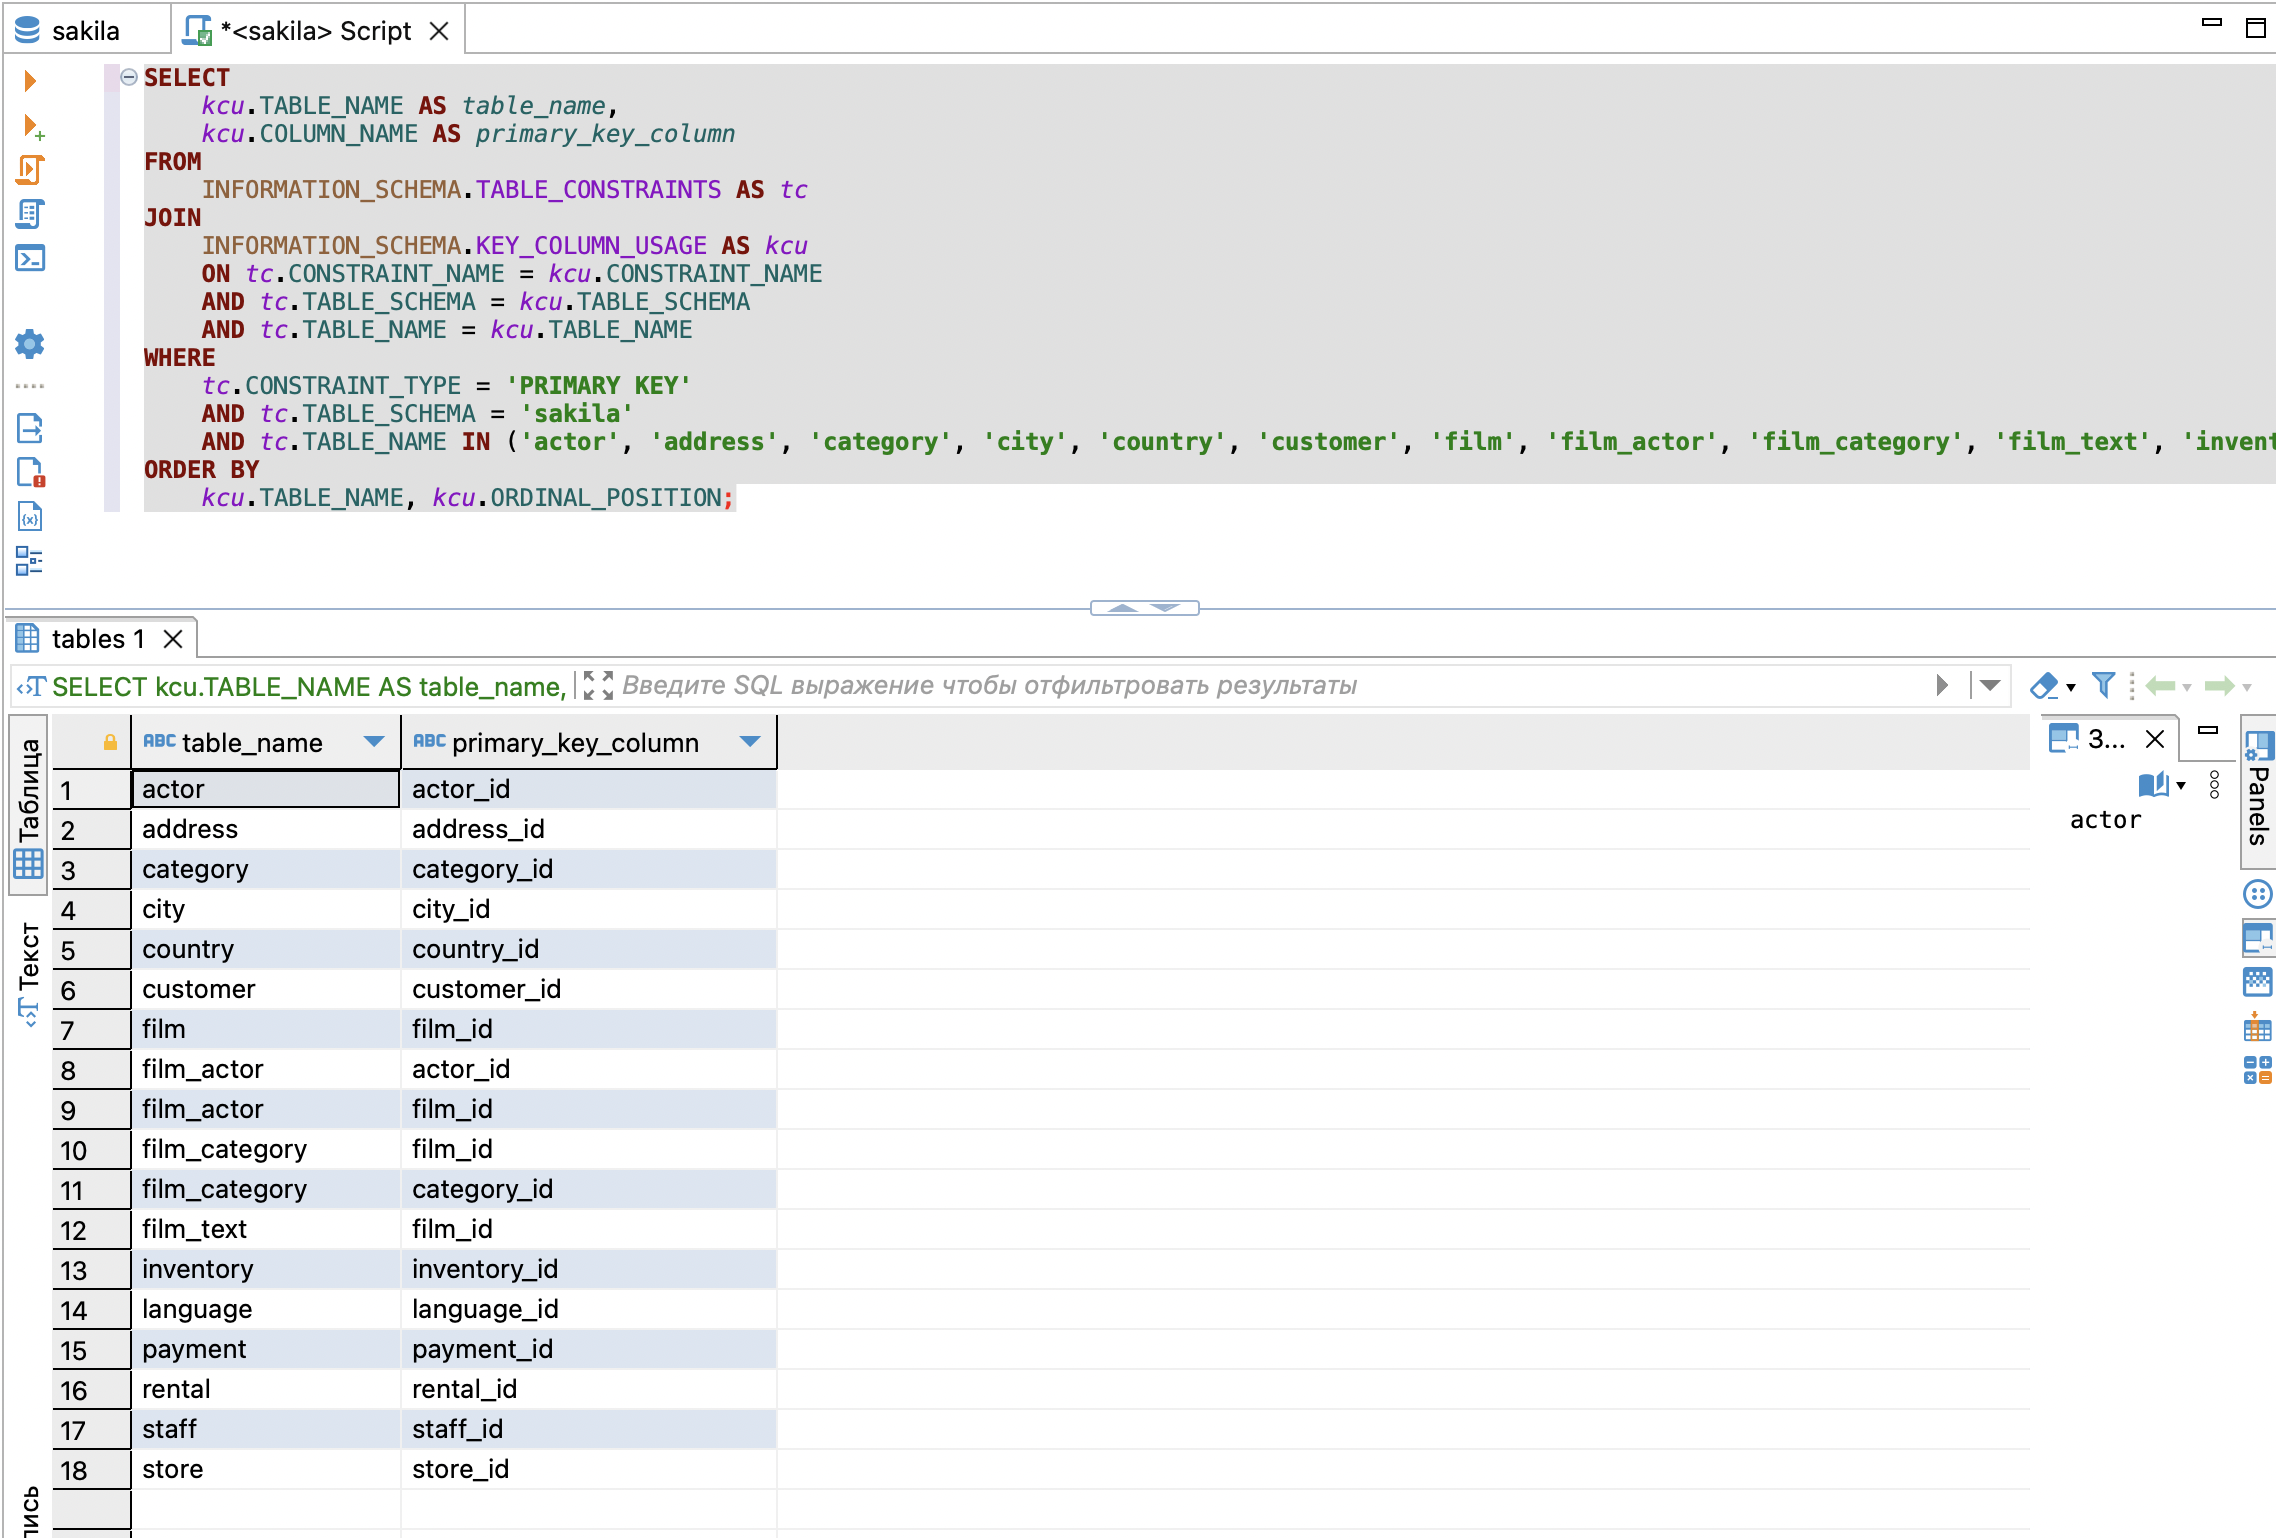 sakila
*<sakila> Script
SELECT
kcu.TABLE_NAME AS table_name,
kcu.COLUMN_NAME AS primary_key_column
FROM
INFORMATION_SCHEMA.TABLE_CONSTRAINTS AS tc
JOIN
INFORMATION_SCHEMA.KEY_COLUMN_USAGE AS kcu
ON tc.CONSTRAINT_NAME = kcu.CONSTRAINT_NAME
AND tc.TABLE_SCHEMA = kcu.TABLE_SCHEMA
AND tc.TABLE_NAME = kcu.TABLE_NAME
WHERE
tc.CONSTRAINT_TYPE = 'PRIMARY KEY'
AND tc.TABLE_SCHEMA = 'sakila'
AND tc.TABLE_NAME IN ('actor', 'address', 'category', 'city', 'country', 'customer', 'film', 'film_actor', 'film_category', 'film_text', 'invent
ORDER BY
kcu.TABLE_NAME, kcu.ORDINAL_POSITION;
tables 1
SELECT kcu.TABLE_NAME AS table_name, Введите SQL выражение чтобы отфильтровать результаты
Таблица
Текст
пись
ABC table_name ABC primary_key_column
1 actor actor_id
2 address address_id
3 category category_id
4 city city_id
5 country country_id
6 customer customer_id
7 film film_id
8 film_actor actor_id
9 film_actor film_id
10 film_category film_id
11 film_category category_id
12 film_text film_id
13 inventory inventory_id
14 language language_id
15 payment payment_id
16 rental rental_id
17 staff staff_id
18 store store_id
З...
actor
Panels